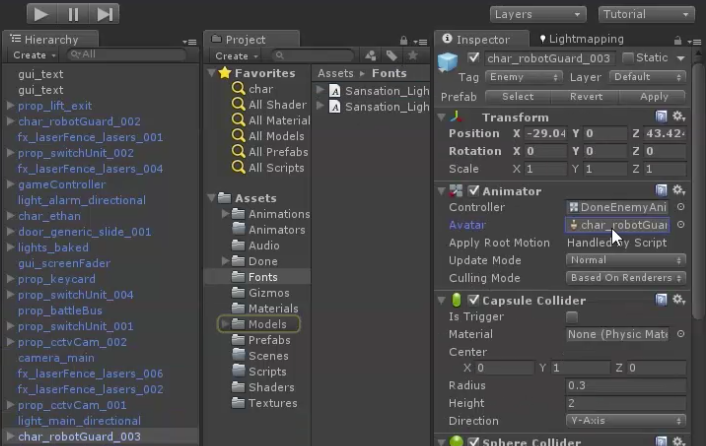 Layers
Tutorial
Hierarchy
Create
All
gui_text
gui_text
prop_lift_exit
char_robotGuard_002
fx_laserFence_lasers_001
prop_switchUnit_002
fx_laserFence_lasers_004
gameController
light_alarm_directional
char_ethan
door_generic_slide_001
lights_baked
gui_screenFader
prop_keycard
prop_switchUnit_004
prop_battleBus
prop_switchUnit_001
prop_cctvCam_002
camera_main
fx_laserFence_lasers_006
fx_laserFence_lasers_002
prop_cctvCam_001
light_main_directional
char_robotGuard_003
Project
Create
Favorites
char
All Shader
All Material
All Models
All Prefabs
All Scripts
Assets
Animations
Animators
Audio
Done
Fonts
Gizmos
Materials
Models
Prefabs
Scenes
Scripts
Shaders
Textures
Assets Fonts
Sansation_Ligh
Sansation_Ligh
Inspector Lightmapping
char_robotGuard_003 Static
Tag Enemy Layer Default
Prefab Select Revert Apply
Transform
Position X -29.04 Y 0 Z 43.424
Rotation X 0 Y 0 Z 0
Scale X 1 Y 1 Z 1
Animator
Controller DoneEnemyAni
Avatar char_robotGuar
Apply Root Motion Handled by Script
Update Mode Normal
Culling Mode Based On Renderers
Capsule Collider
Is Trigger
Material None (Physic Mate
Center
X 0 Y 1 Z 0
Radius 0.3
Height 2
Direction Y-Axis
Sphere Collider